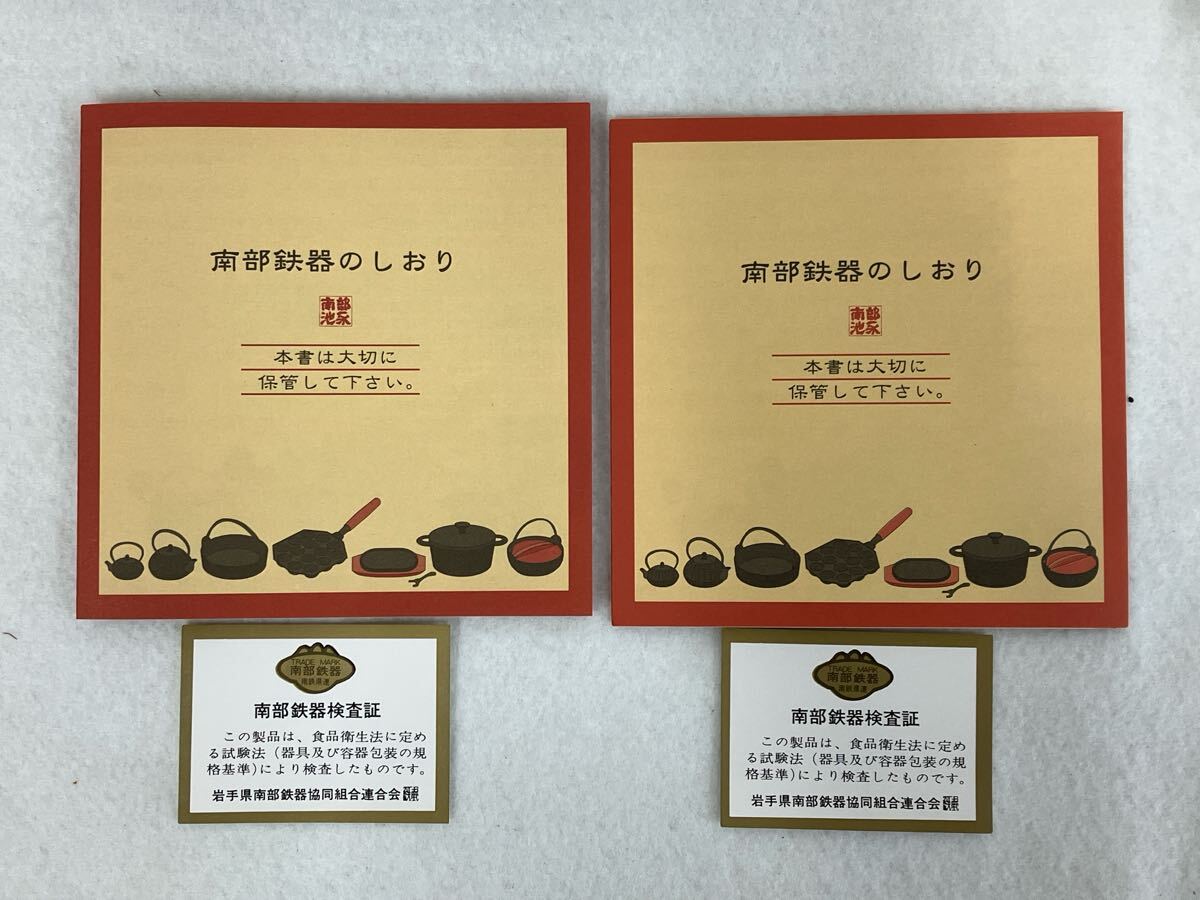 南部鉄器のしおり
南部
池永
本書は大切に
保管して下さい。
南部鉄器のしおり
南部
池永
本書は大切に
保管して下さい。
TRADE MARK
南部鉄器
南鉄県連
南部鉄器検査証
この製品は、食品衛生法に定め
る試験法（器具及び容器包装の規
格基準）により検査したものです。
岩手県南部鉄器協同組合連合会
TRADE MARK
南部鉄器
南鉄県連
南部鉄器検査証
この製品は、食品衛生法に定め
る試験法（器具及び容器包装の規
格基準）により検査したものです。
岩手県南部鉄器協同組合連合会